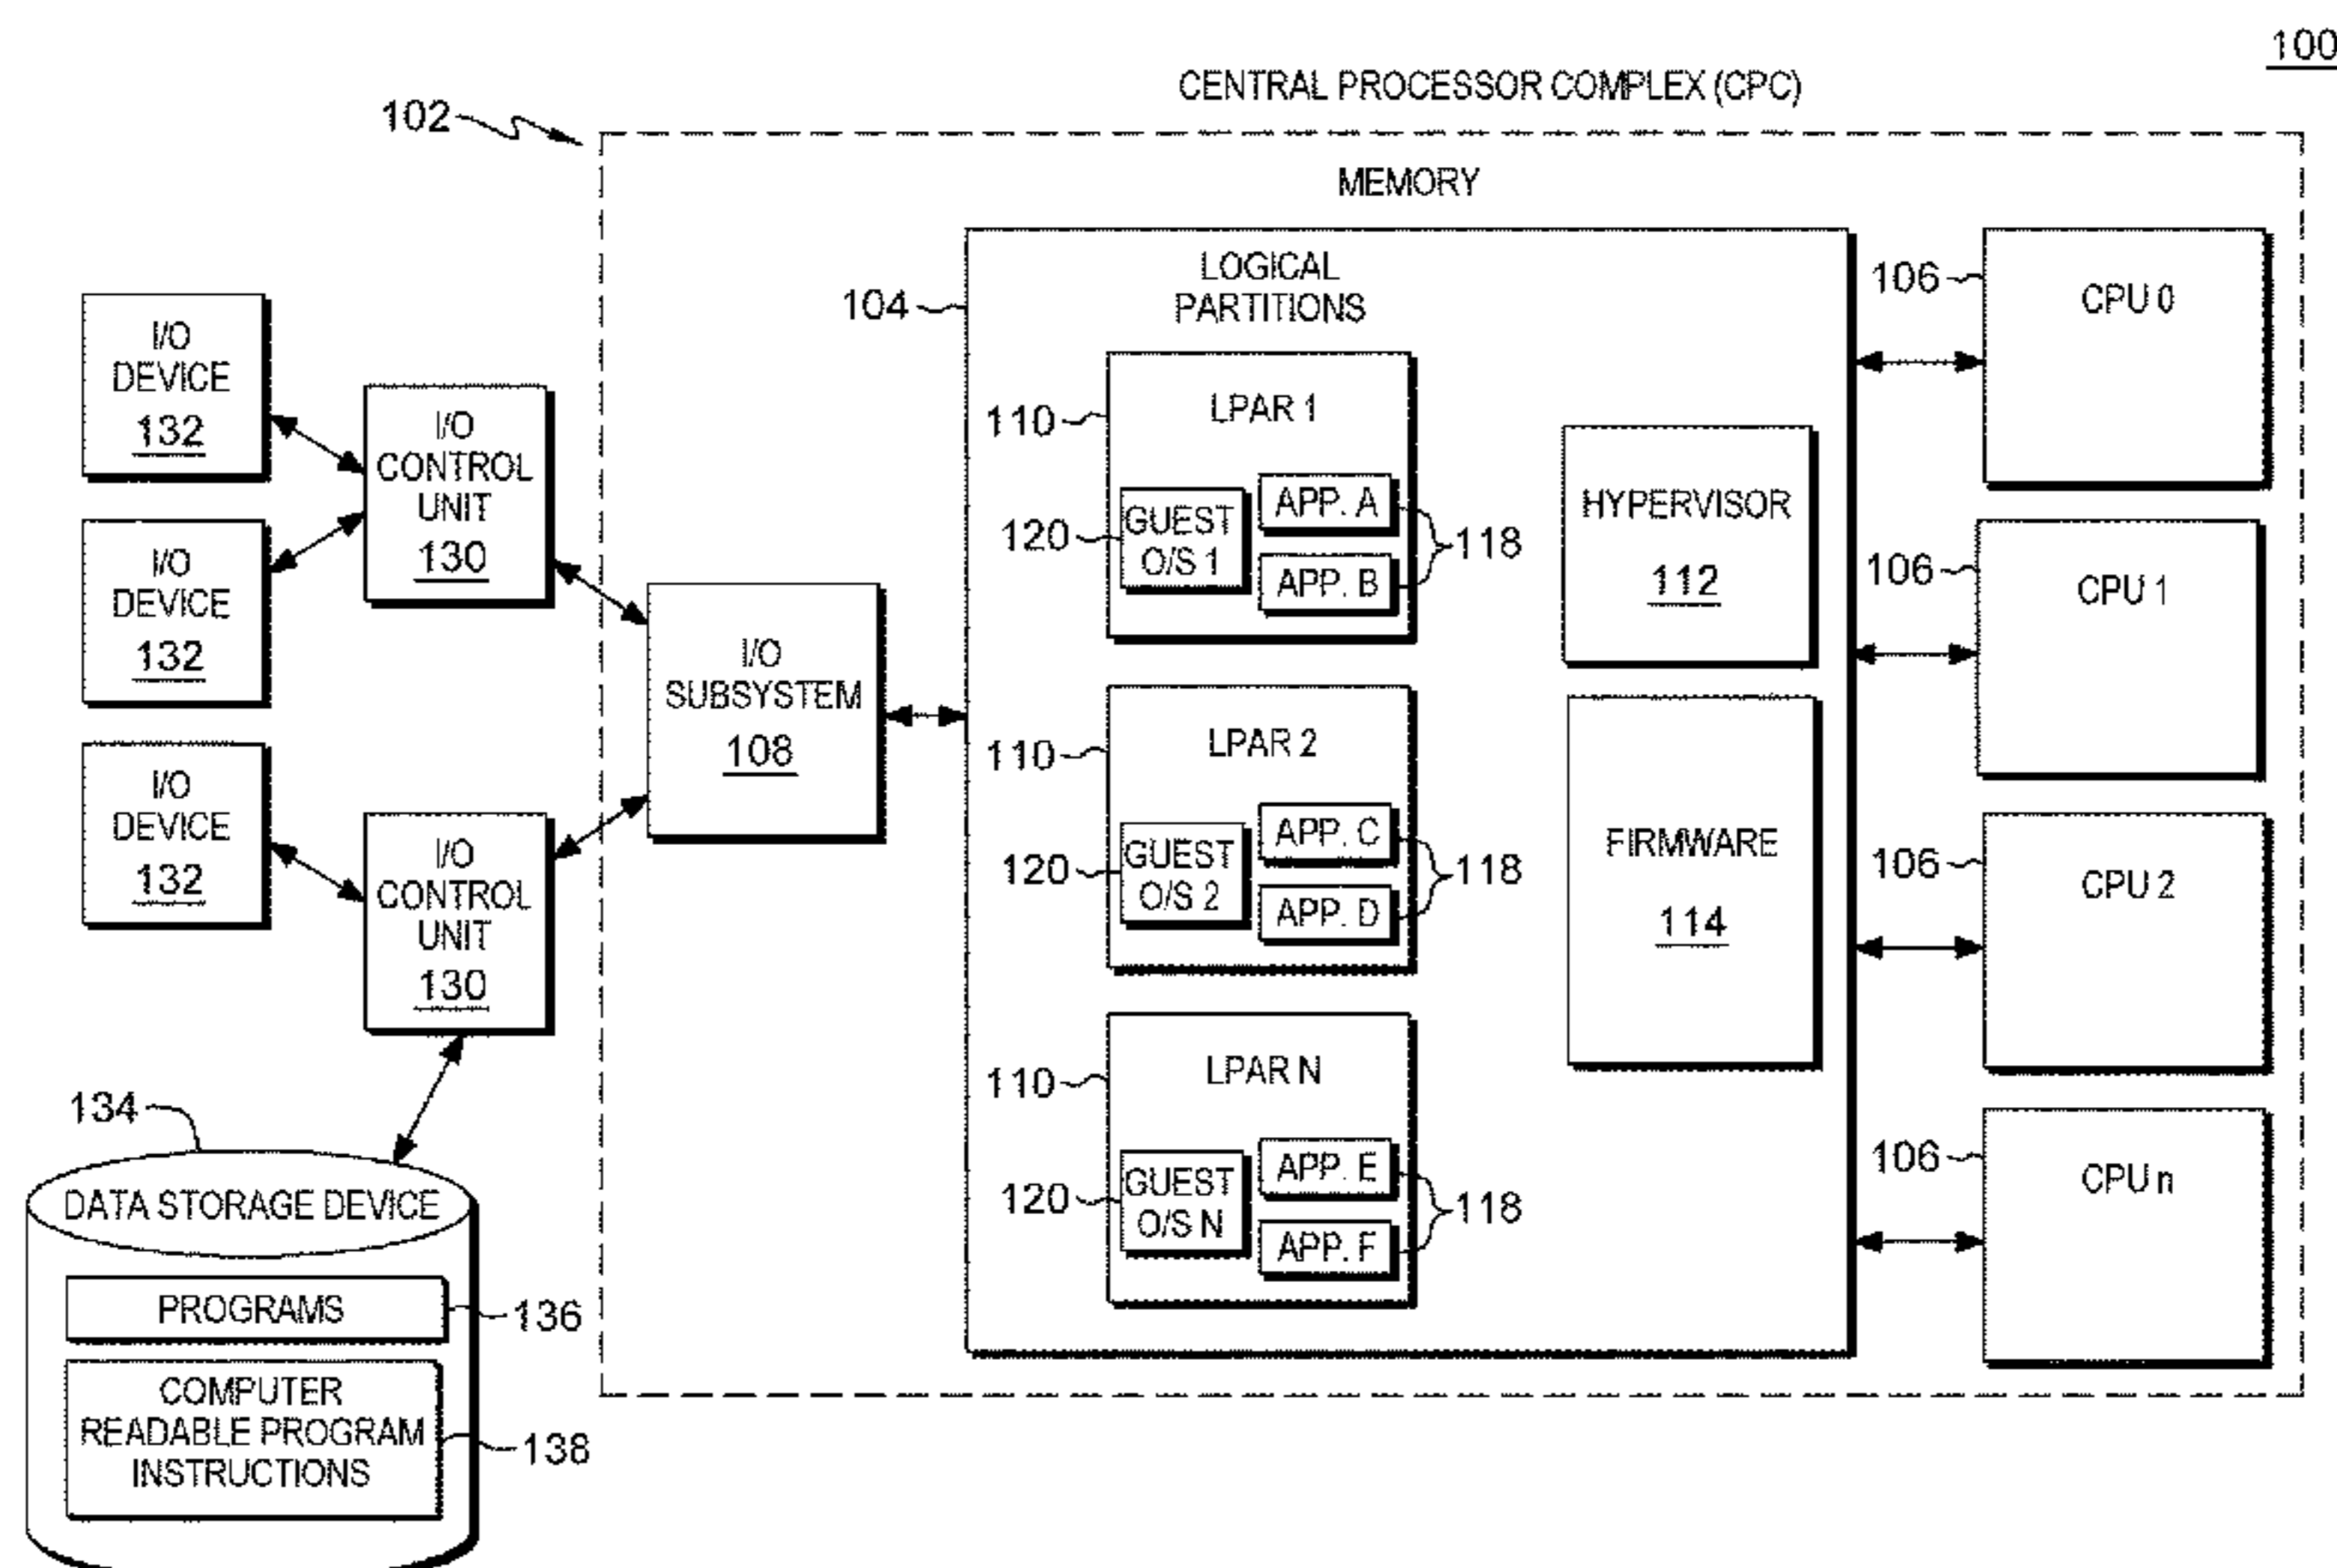 100
CENTRAL PROCESSOR COMPLEX (CPC)
102
MEMORY
LOGICAL
PARTITIONS
104
I/O
DEVICE
132
I/O
DEVICE
132
I/O
DEVICE
132
I/O
CONTROL
UNIT
130
I/O
CONTROL
UNIT
130
I/O
SUBSYSTEM
108
110
LPAR 1
120
GUEST
O/S 1
APP. A
APP. B
118
110
LPAR 2
120
GUEST
O/S 2
APP. C
APP. D
118
110
LPAR N
120
GUEST
O/S N
APP. E
APP. F
118
HYPERVISOR
112
FIRMWARE
114
106
CPU 0
106
CPU 1
106
CPU 2
106
CPU n
134
DATA STORAGE DEVICE
PROGRAMS
136
COMPUTER
READABLE PROGRAM
INSTRUCTIONS
138